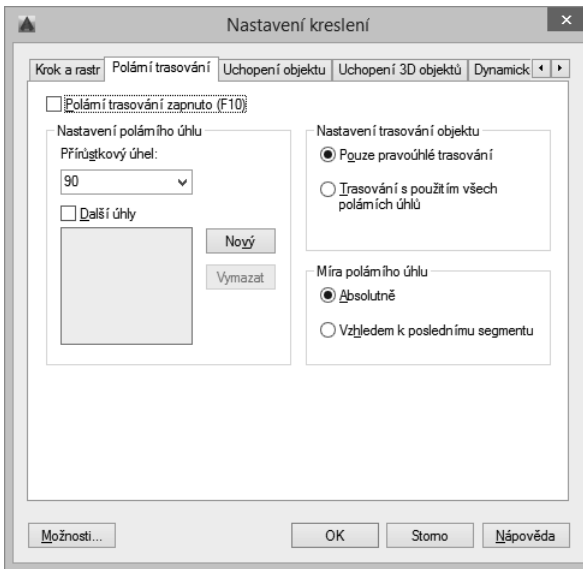 Nastavení kreslení
Krok a rastr Polární trasování Uchopení objektu Uchopení 3D objektů Dynamick
Polární trasování zapnuto (F10)
Nastavení polárního úhlu
Přírůstkový úhel:
90
Další úhly
Nový
Vymazat
Nastavení trasování objektu
Pouze pravoúhlé trasování
Trasování s použitím všech
polárních úhlů
Míra polárního úhlu
Absolutně
Vzhledem k poslednímu segmentu
Možnosti...
OK
Storno
Nápověda